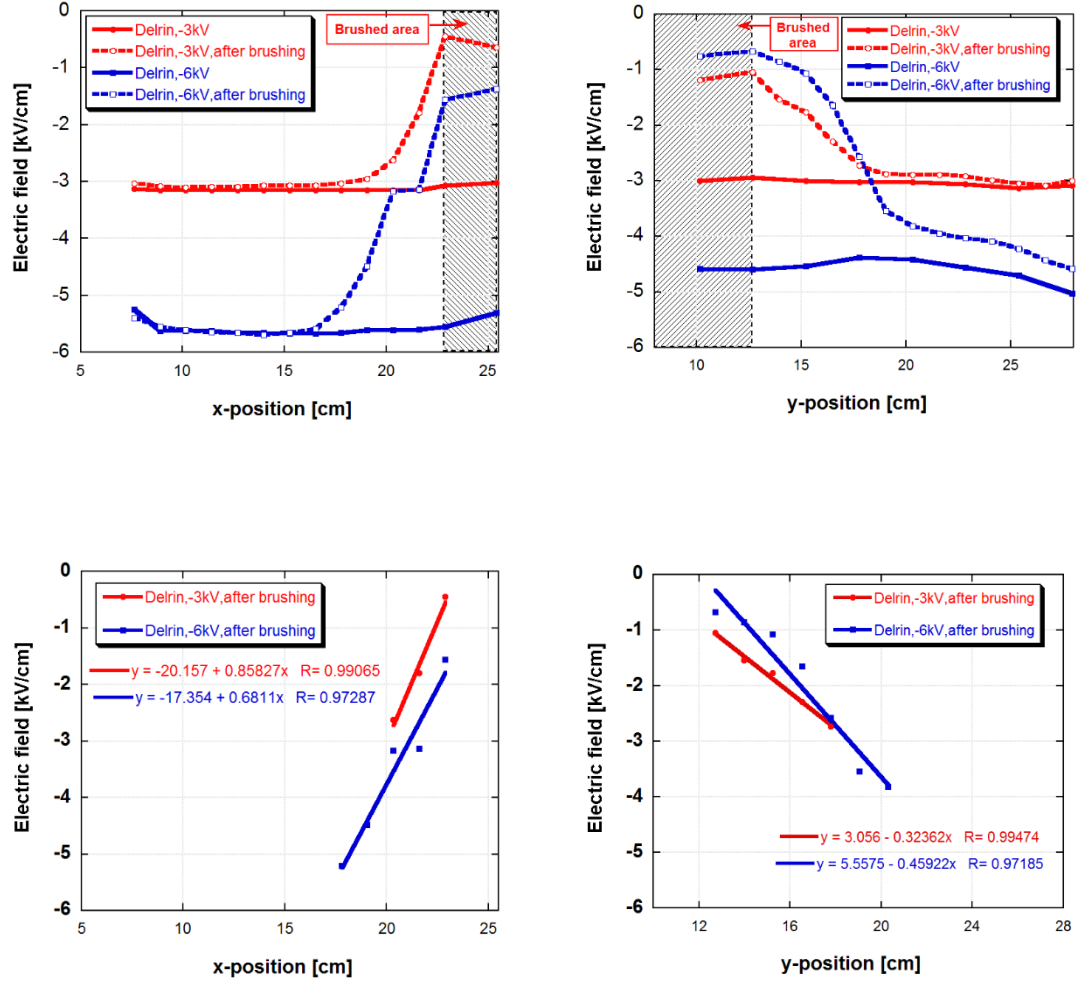 Delrin,-3kV
Delrin,-3kV,after brushing
Delrin,-6kV
Delrin,-6kV,after brushing
Brushed area
0
-1
-2
-3
-4
-5
-6
Electric field [kV/cm]
5 10 15 20 25
x-position [cm]
Brushed
area
Delrin,-3kV
Delrin,-3kV,after brushing
Delrin,-6kV
Delrin,-6kV,after brushing
0
-1
-2
-3
-4
-5
-6
Electric field [kV/cm]
10 15 20 25
y-position [cm]
Delrin,-3kV,after brushing
Delrin,-6kV,after brushing
y = -20.157 + 0.85827x R= 0.99065
y = -17.354 + 0.6811x R= 0.97287
0
-1
-2
-3
-4
-5
-6
Electric field [kV/cm]
5 10 15 20 25
x-position [cm]
Delrin,-3kV,after brushing
Delrin,-6kV,after brushing
y = 3.056 - 0.32362x R= 0.99474
y = 5.5575 - 0.45922x R= 0.97185
0
-1
-2
-3
-4
-5
-6
Electric field [kV/cm]
12 14 16 18 20 22 24 26 28
y-position [cm]